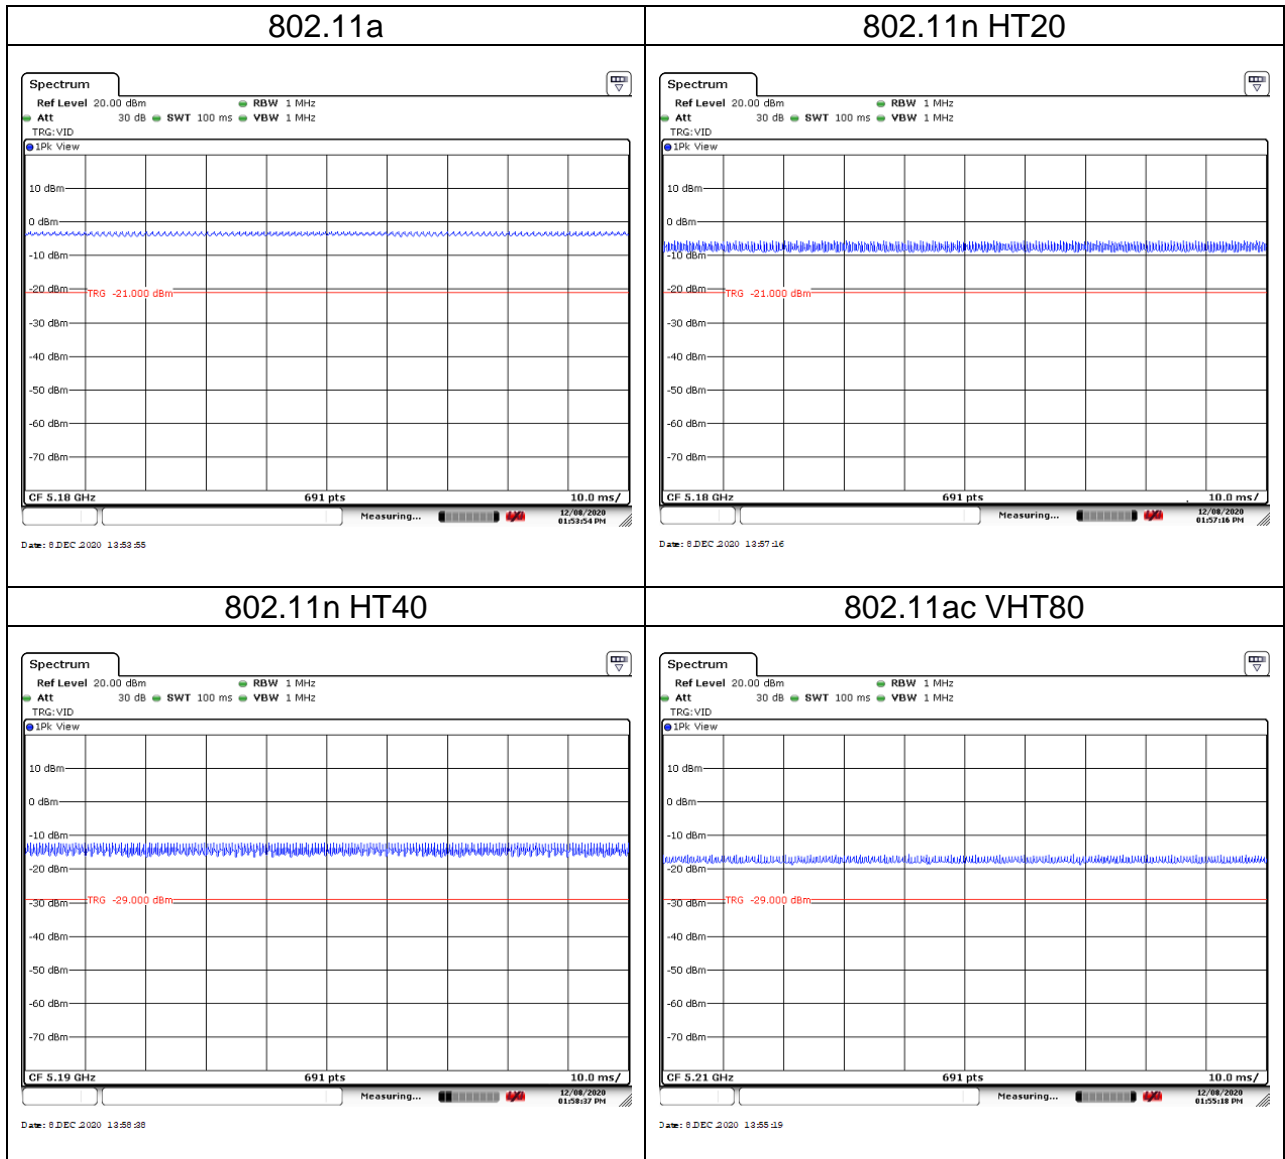 802.11a
Spectrum
Ref Level 20.00 dBm RBW 1 MHz
Att 30 dB SWT 100 ms VBW 1 MHz
TRG:VID
1Pk View
10 dBm
0 dBm
-10 dBm
-20 dBm
TRG -21.000 dBm
-30 dBm
-40 dBm
-50 dBm
-60 dBm
-70 dBm
CF 5.18 GHz 691 pts 10.0 ms/
Measuring... 12/08/2020
01:53:54 PM
Date: 8.DEC.2020 13:53:55
802.11n HT20
Spectrum
Ref Level 20.00 dBm RBW 1 MHz
Att 30 dB SWT 100 ms VBW 1 MHz
TRG:VID
1Pk View
10 dBm
0 dBm
-10 dBm
-20 dBm
TRG -21.000 dBm
-30 dBm
-40 dBm
-50 dBm
-60 dBm
-70 dBm
CF 5.18 GHz 691 pts 10.0 ms/
Measuring... 12/08/2020
01:57:16 PM
Date: 8.DEC.2020 13:57:16
802.11n HT40
Spectrum
Ref Level 20.00 dBm RBW 1 MHz
Att 30 dB SWT 100 ms VBW 1 MHz
TRG:VID
1Pk View
10 dBm
0 dBm
-10 dBm
-20 dBm
-30 dBm
TRG -29.000 dBm
-40 dBm
-50 dBm
-60 dBm
-70 dBm
CF 5.19 GHz 691 pts 10.0 ms/
Measuring... 12/08/2020
01:58:37 PM
Date: 8.DEC.2020 13:58:38
802.11ac VHT80
Spectrum
Ref Level 20.00 dBm RBW 1 MHz
Att 30 dB SWT 100 ms VBW 1 MHz
TRG:VID
1Pk View
10 dBm
0 dBm
-10 dBm
-20 dBm
-30 dBm
TRG -29.000 dBm
-40 dBm
-50 dBm
-60 dBm
-70 dBm
CF 5.21 GHz 691 pts 10.0 ms/
Measuring... 12/08/2020
01:55:18 PM
Date: 8.DEC.2020 13:55:19